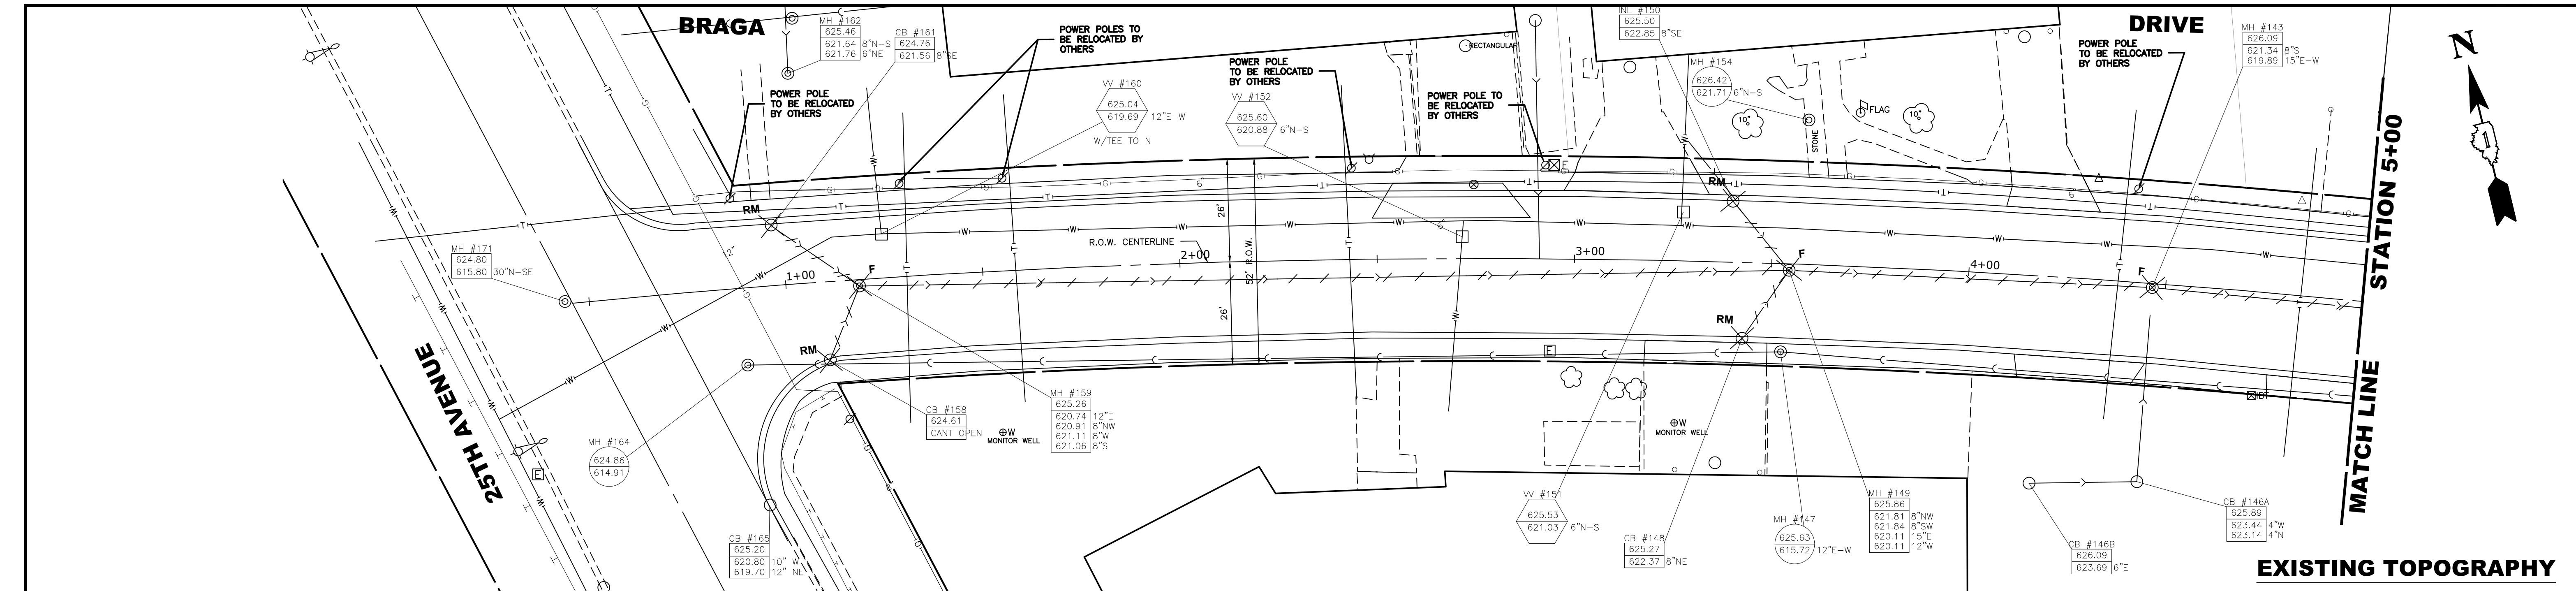 BRAGA
DRIVE
MH #162
625.46
621.64 8"N-S
621.76 6"NE
CB #161
624.76
621.56 8"SE
POWER POLES TO
BE RELOCATED BY
OTHERS
POWER POLE
TO BE RELOCATED
BY OTHERS
VV #160
625.04
619.69 12"E-W
W/TEE TO N
POWER POLE
TO BE RELOCATED
BY OTHERS
VV #152
625.60
620.88 6"N-S
RECTANGULAR
POWER POLE TO
BE RELOCATED
BY OTHERS
INL #150
625.50
622.85 8"SE
MH #154
626.42
621.71 6"N-S
STONE
10"
FLAG
10"
POWER POLE
TO BE RELOCATED
BY OTHERS
MH #143
626.09
621.34 8"S
619.89 15"E-W
N
STATION 5+00
MATCH LINE
RM
RM
E
6"
6"
26'
52' R.O.W.
26'
R.O.W. CENTERLINE
12"
1+00
2+00
3+00
4+00
F
F
F
MH #171
624.80
615.80 30"N-SE
25TH AVENUE
RM
RM
E
E
MH #164
624.86
614.91
CB #158
624.61
CANT OPEN
W
MONITOR WELL
MH #159
625.26
620.74 12"E
620.91 8"NW
621.11 8"W
621.06 8"S
W
MONITOR WELL
CB #165
625.20
620.80 10" W
619.70 12" NE
VV #151
625.53
621.03 6"N-S
CB #148
625.27
622.37 8"NE
MH #147
625.63
615.72 12"E-W
MH #149
625.86
621.81 8"NW
621.84 8"SW
620.11 15"E
620.11 12"W
CB #146B
626.09
623.69 6"E
CB #146A
625.89
623.44 4"W
623.14 4"N
EXISTING TOPOGRAPHY